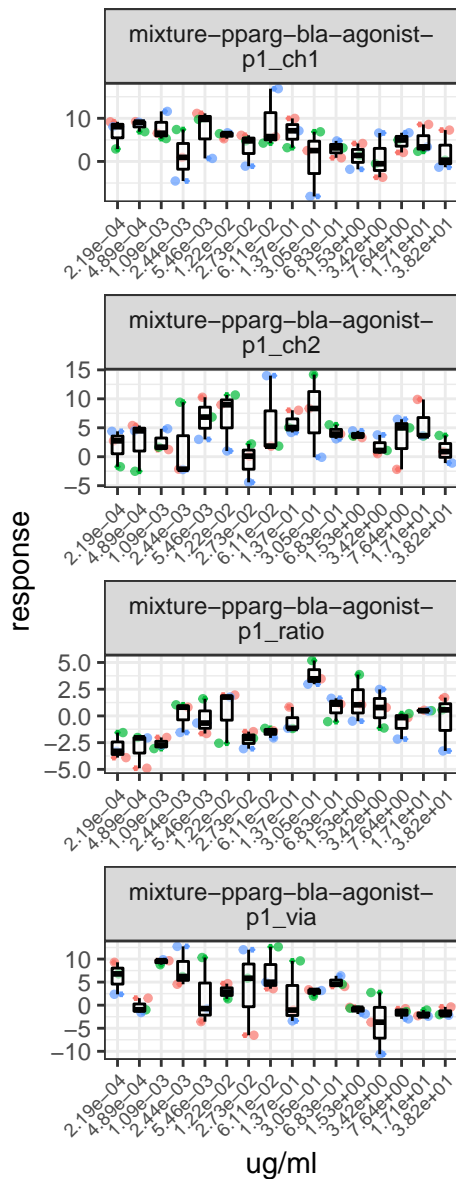 mixture−pparg−bla−agonist−
p1_ch1
10
0
2.19e−04
4.89e−04
1.09e−03
2.44e−03
5.46e−03
1.22e−02
2.73e−02
6.11e−02
1.37e−01
3.05e−01
6.83e−01
1.53e+00
3.42e+00
7.64e+00
1.71e+01
3.82e+01
mixture−pparg−bla−agonist−
p1_ch2
15
10
5
0
−5
2.19e−04
4.89e−04
1.09e−03
2.44e−03
5.46e−03
1.22e−02
2.73e−02
6.11e−02
1.37e−01
3.05e−01
6.83e−01
1.53e+00
3.42e+00
7.64e+00
1.71e+01
3.82e+01
response
mixture−pparg−bla−agonist−
p1_ratio
5.0
2.5
0.0
−2.5
−5.0
2.19e−04
4.89e−04
1.09e−03
2.44e−03
5.46e−03
1.22e−02
2.73e−02
6.11e−02
1.37e−01
3.05e−01
6.83e−01
1.53e+00
3.42e+00
7.64e+00
1.71e+01
3.82e+01
mixture−pparg−bla−agonist−
p1_via
10
5
0
−5
−10
2.19e−04
4.89e−04
1.09e−03
2.44e−03
5.46e−03
1.22e−02
2.73e−02
6.11e−02
1.37e−01
3.05e−01
6.83e−01
1.53e+00
3.42e+00
7.64e+00
1.71e+01
3.82e+01
ug/ml